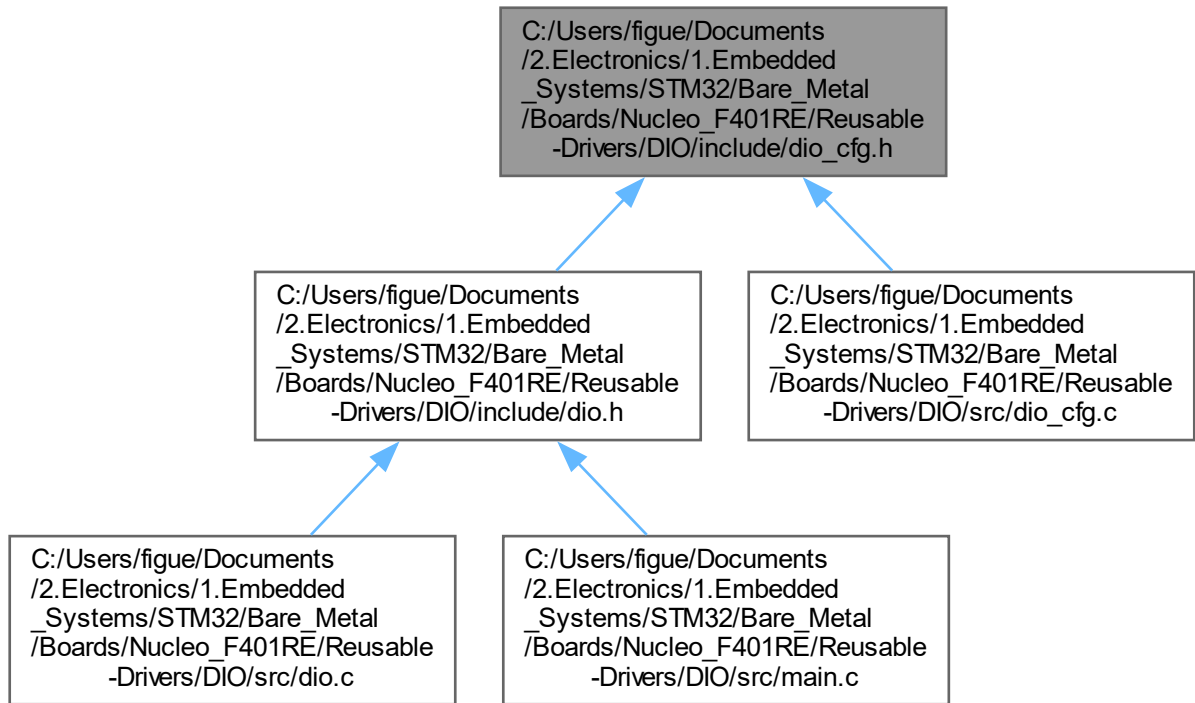 C:/Users/figue/Documents
/2.Electronics/1.Embedded
_Systems/STM32/Bare_Metal
/Boards/Nucleo_F401RE/Reusable
-Drivers/DIO/include/dio_cfg.h
C:/Users/figue/Documents
/2.Electronics/1.Embedded
_Systems/STM32/Bare_Metal
/Boards/Nucleo_F401RE/Reusable
-Drivers/DIO/include/dio.h
C:/Users/figue/Documents
/2.Electronics/1.Embedded
_Systems/STM32/Bare_Metal
/Boards/Nucleo_F401RE/Reusable
-Drivers/DIO/src/dio_cfg.c
C:/Users/figue/Documents
/2.Electronics/1.Embedded
_Systems/STM32/Bare_Metal
/Boards/Nucleo_F401RE/Reusable
-Drivers/DIO/src/dio.c
C:/Users/figue/Documents
/2.Electronics/1.Embedded
_Systems/STM32/Bare_Metal
/Boards/Nucleo_F401RE/Reusable
-Drivers/DIO/src/main.c